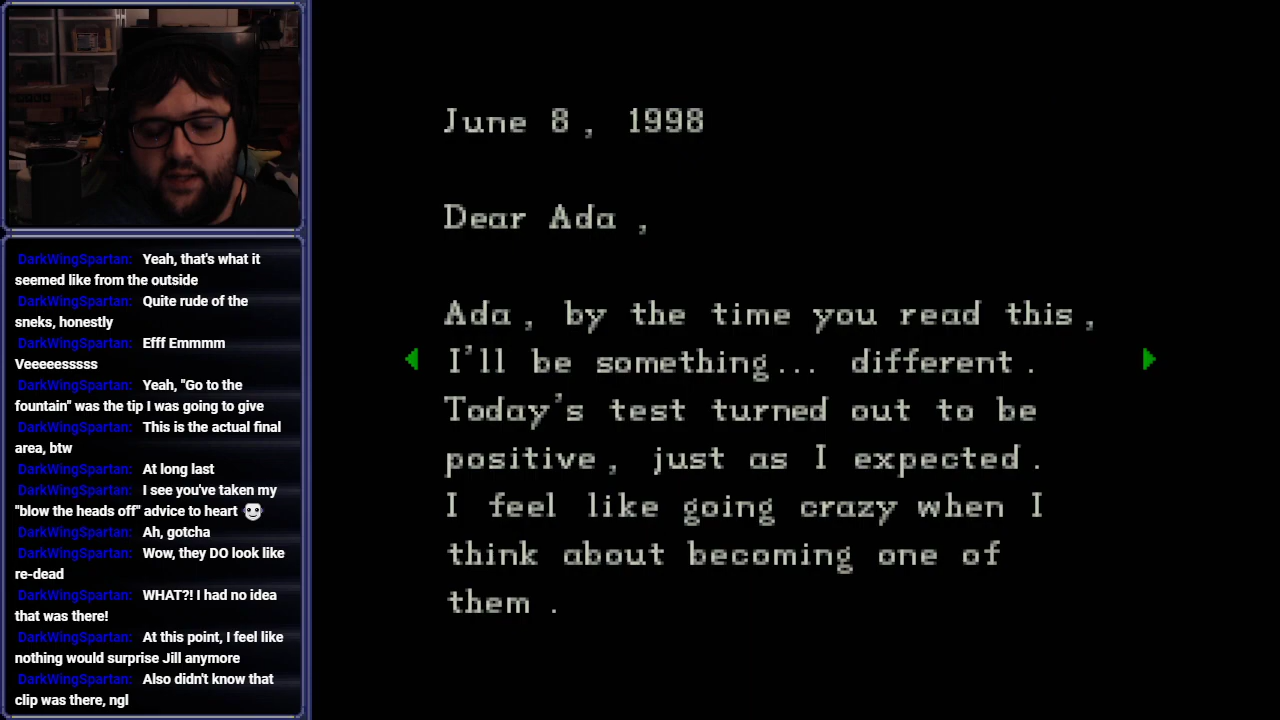 DarkWingSpartan: Yeah, that's what it
seemed like from the outside
DarkWingSpartan: Quite rude of the
sneks, honestly
DarkWingSpartan: Efff Emmmm
Veeeeesssss
DarkWingSpartan: Yeah, "Go to the
fountain" was the tip I was going to give
DarkWingSpartan: This is the actual final
area, btw
DarkWingSpartan: At long last
DarkWingSpartan: I see you've taken my
"blow the heads off" advice to heart
DarkWingSpartan: Ah, gotcha
DarkWingSpartan: Wow, they DO look like
re-dead
DarkWingSpartan: WHAT?! I had no idea
that was there!
DarkWingSpartan: At this point, I feel like
nothing would surprise Jill anymore
DarkWingSpartan: Also didn't know that
clip was there, ngl
June 8, 1998
Dear Ada,
Ada, by the time you read this,
I'll be something... different.
Today's test turned out to be
positive, just as I expected.
I feel like going crazy when I
think about becoming one of
them.